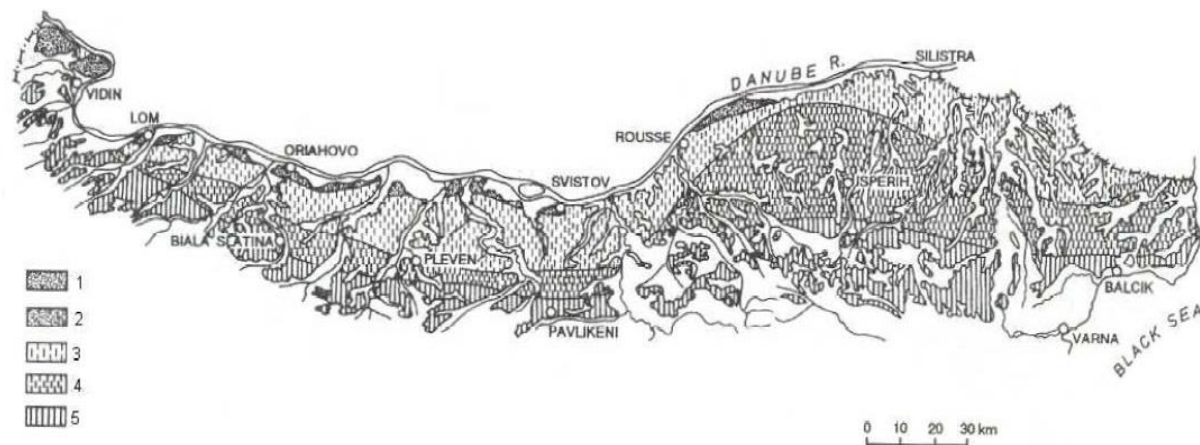 SILISTRA
DANUBE R.
VIDIN
LOM
ROUSSE
ORIAHOVO
SVISTOV
ISPERIH
BIALA SLATINA
PLEVEN
BALCIK
PAVLIKENI
VARNA
BLACK SEA
1
2
3
4
5
0 10 20 30 km